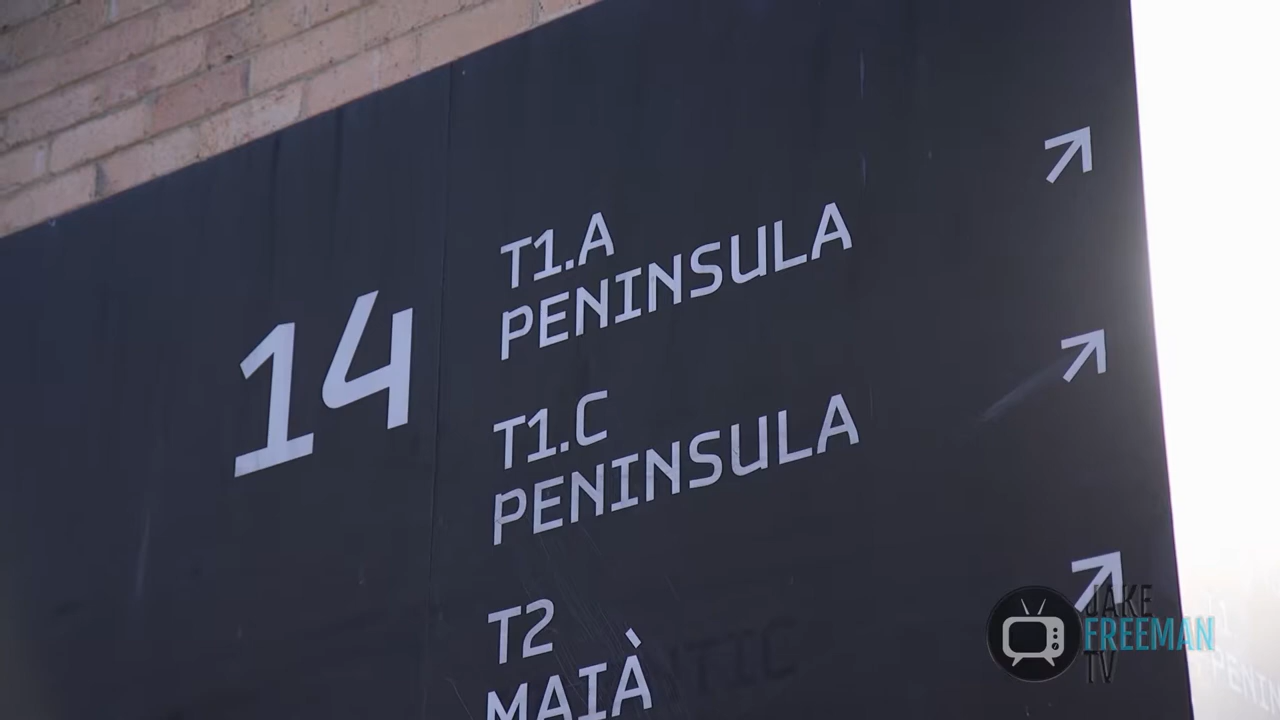 14
T1.A
PENINSULA
T1.C
PENINSULA
T2
MAIÀ
JAKE
FREEMAN
TV